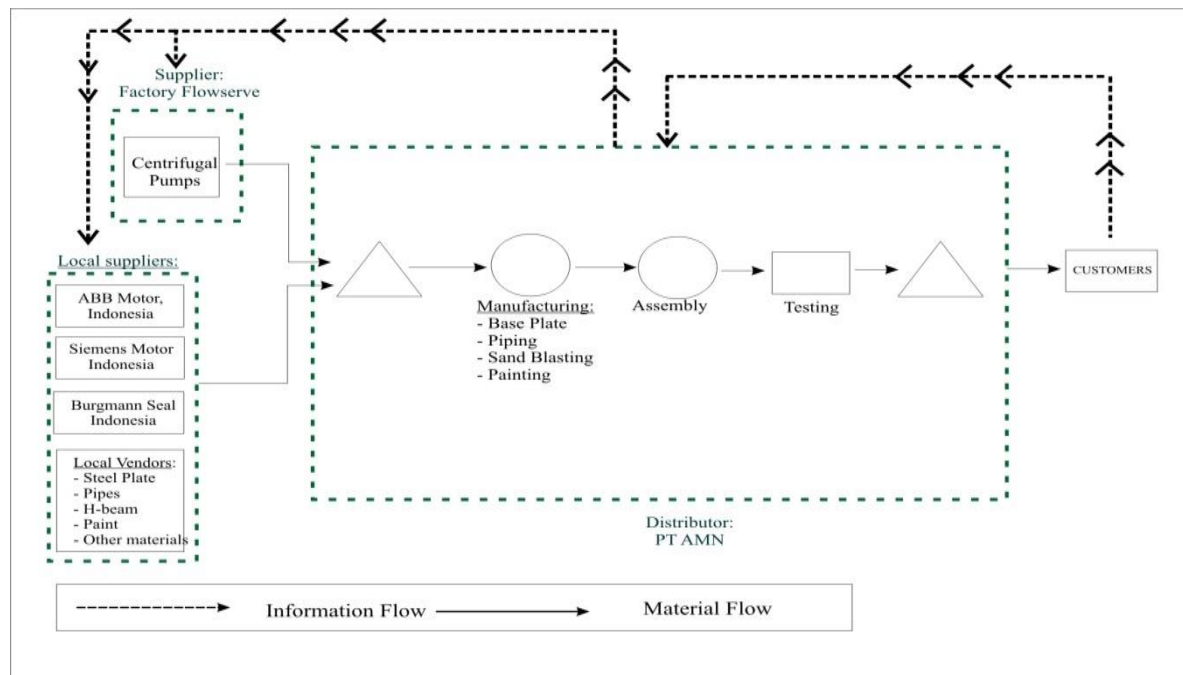 Supplier:
Factory Flowserve
Centrifugal
Pumps
Local suppliers:
ABB Motor,
Indonesia
Siemens Motor
Indonesia
Burgmann Seal
Indonesia
Local Vendors:
- Steel Plate
- Pipes
- H-beam
- Paint
- Other materials
Manufacturing:
- Base Plate
- Piping
- Sand Blasting
- Painting
Assembly
Testing
CUSTOMERS
Distributor:
PT AMN
Information Flow
Material Flow